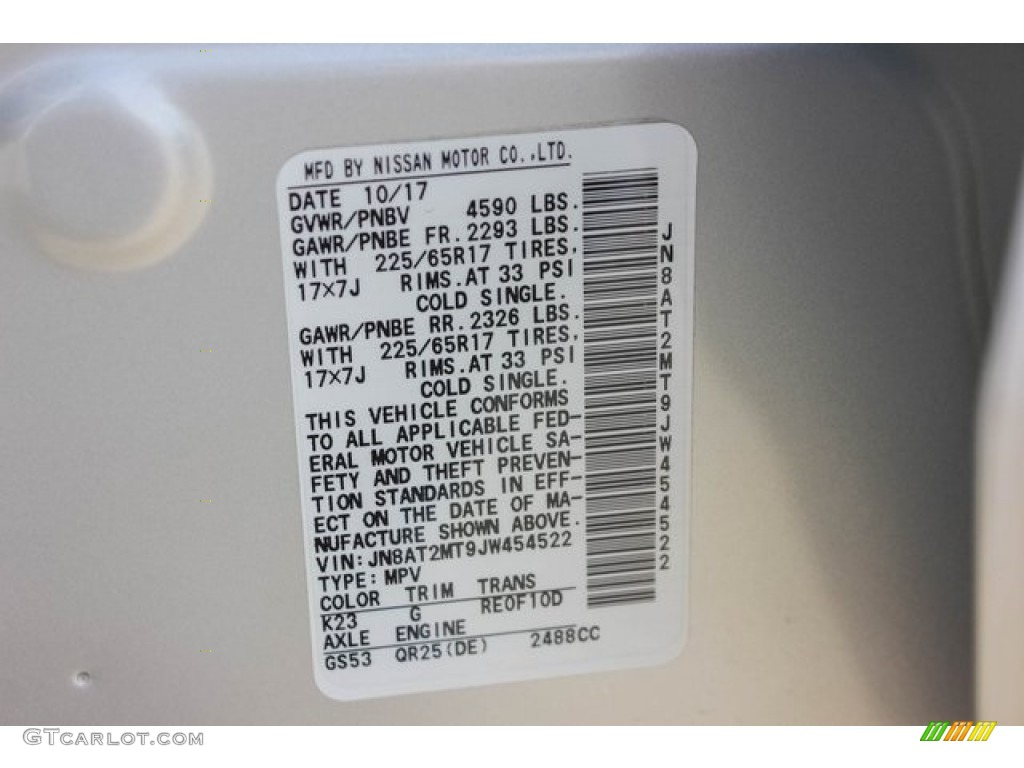 MFD BY NISSAN MOTOR CO.,LTD.
DATE 10/17
GVWR/PNBV 4590 LBS.
GAWR/PNBE FR. 2293 LBS.
WITH 225/65R17 TIRES,
17×7J RIMS.AT 33 PSI
COLD SINGLE.
GAWR/PNBE RR. 2326 LBS.
WITH 225/65R17 TIRES,
17×7J RIMS.AT 33 PSI
COLD SINGLE.
THIS VEHICLE CONFORMS
TO ALL APPLICABLE FED-
ERAL MOTOR VEHICLE SA-
FETY AND THEFT PREVEN-
TION STANDARDS IN EFF-
ECT ON THE DATE OF MA-
NUFACTURE SHOWN ABOVE.
VIN:JN8AT2MT9JW454522
TYPE:MPV
COLOR TRIM TRANS
K23 G RE0F10D
AXLE ENGINE
GS53 QR25(DE) 2488CC
JN8AT2MT9JW454522
GTcarlot.com